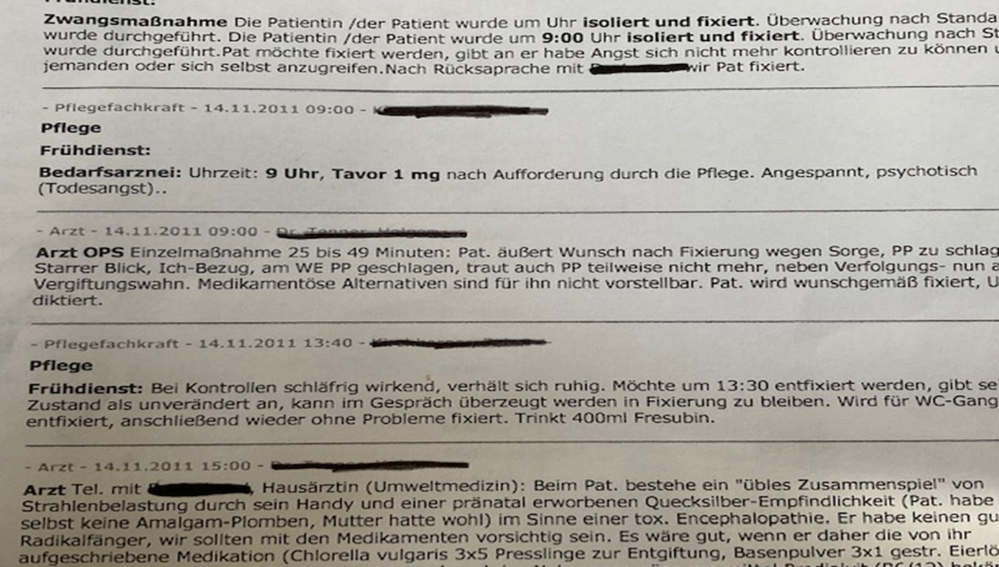 Zwangsmaßnahme Die Patientin /der Patient wurde um Uhr isoliert und fixiert. Überwachung nach Standa
wurde durchgeführt. Die Patientin /der Patient wurde um 9:00 Uhr isoliert und fixiert. Überwachung nach St
wurde durchgeführt.Pat möchte fixiert werden, gibt an er habe Angst sich nicht mehr kontrollieren zu können u
jemanden oder sich selbst anzugreifen.Nach Rücksaprache mit wir Pat fixiert.
- Pflegefachkraft - 14.11.2011 09:00 -
Pflege
Frühdienst:
Bedarfsarznei: Uhrzeit: 9 Uhr, Tavor 1 mg nach Aufforderung durch die Pflege. Angespannt, psychotisch
(Todesangst)..
- Arzt - 14.11.2011 09:00 -
Arzt OPS Einzelmaßnahme 25 bis 49 Minuten: Pat. äußert Wunsch nach Fixierung wegen Sorge, PP zu schlag
Starrer Blick, Ich-Bezug, am WE PP geschlagen, traut auch PP teilweise nicht mehr, neben Verfolgungs- nun a
Vergiftungswahn. Medikamentöse Alternativen sind für ihn nicht vorstellbar. Pat. wird wunschgemäß fixiert, U
diktiert.
- Pflegefachkraft - 14.11.2011 13:40 -
Pflege
Frühdienst: Bei Kontrollen schläfrig wirkend, verhält sich ruhig. Möchte um 13:30 entfixiert werden, gibt se
Zustand als unverändert an, kann im Gespräch überzeugt werden in Fixierung zu bleiben. Wird für WC-Gang
entfixiert, anschließend wieder ohne Probleme fixiert. Trinkt 400ml Fresubin.
- Arzt - 14.11.2011 15:00 -
Arzt Tel. mit , Hausärztin (Umweltmedizin): Beim Pat. bestehe ein "übles Zusammenspiel" von
Strahlenbelastung durch sein Handy und einer pränatal erworbenen Quecksilber-Empfindlichkeit (Pat. habe
selbst keine Amalgam-Plomben, Mutter hatte wohl) im Sinne einer tox. Encephalopathie. Er habe keinen gu
Radikalfänger, wir sollten mit den Medikamenten vorsichtig sein. Es wäre gut, wenn er daher die von ihr
aufgeschriebene Medikation (Chlorella vulgaris 3x5 Presslinge zur Entgiftung, Basenpulver 3x1 gestr. Eierlö